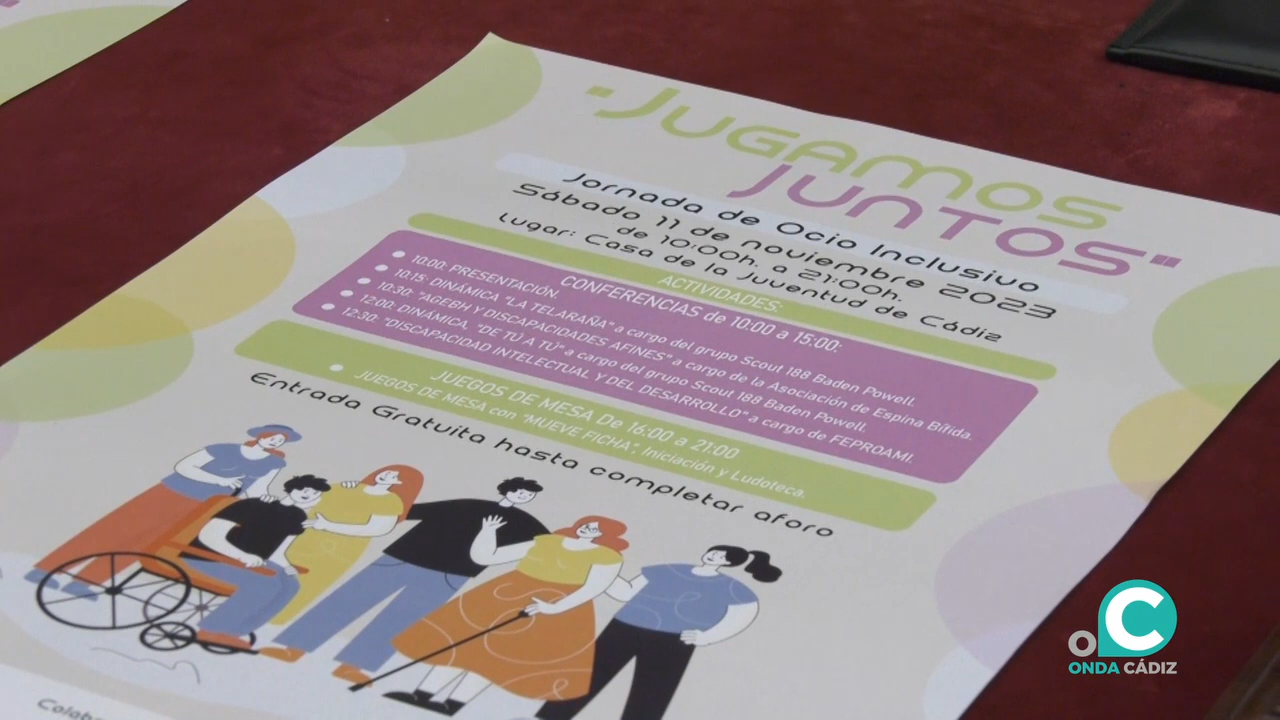 "JUGAMOS
JUNTOS"
Jornada de Ocio Inclusivo
Sábado 11 de noviembre 2023
de 10:00h. a 21:00h.
Lugar: Casa de la Juventud de Cádiz
ACTIVIDADES:
CONFERENCIAS de 10:00 a 15:00:
10:00: PRESENTACIÓN.
10:15: DINÁMICA "LA TELARAÑA" a cargo del grupo Scout 188 Baden Powell.
10:30: "AGEBH Y DISCAPACIDADES AFINES" a cargo de la Asociación de Espina Bífida.
12:00: DINÁMICA, "DE TÚ A TÚ" a cargo del grupo Scout 188 Baden Powell.
12:30: "DISCAPACIDAD INTELECTUAL Y DEL DESARROLLO" a cargo de FEPROAMI.
JUEGOS DE MESA De 16:00 a 21:00
JUEGOS DE MESA con "MUEVE FICHA", Iniciación y Ludoteca.
Entrada Gratuita hasta completar aforo
Colabo
ONDA CÁDIZ